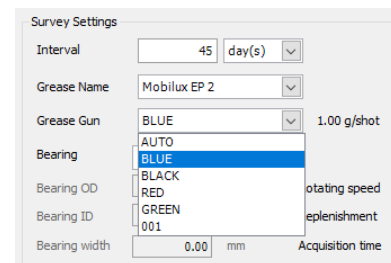 Survey Settings
Interval 45 day(s)
Grease Name Mobilux EP 2
Grease Gun BLUE 1.00 g/shot
AUTO
Bearing BLUE
BLACK
Bearing OD RED otating speed
GREEN
Bearing ID 001 eplenishment
Bearing width 0.00 mm Acquisition time